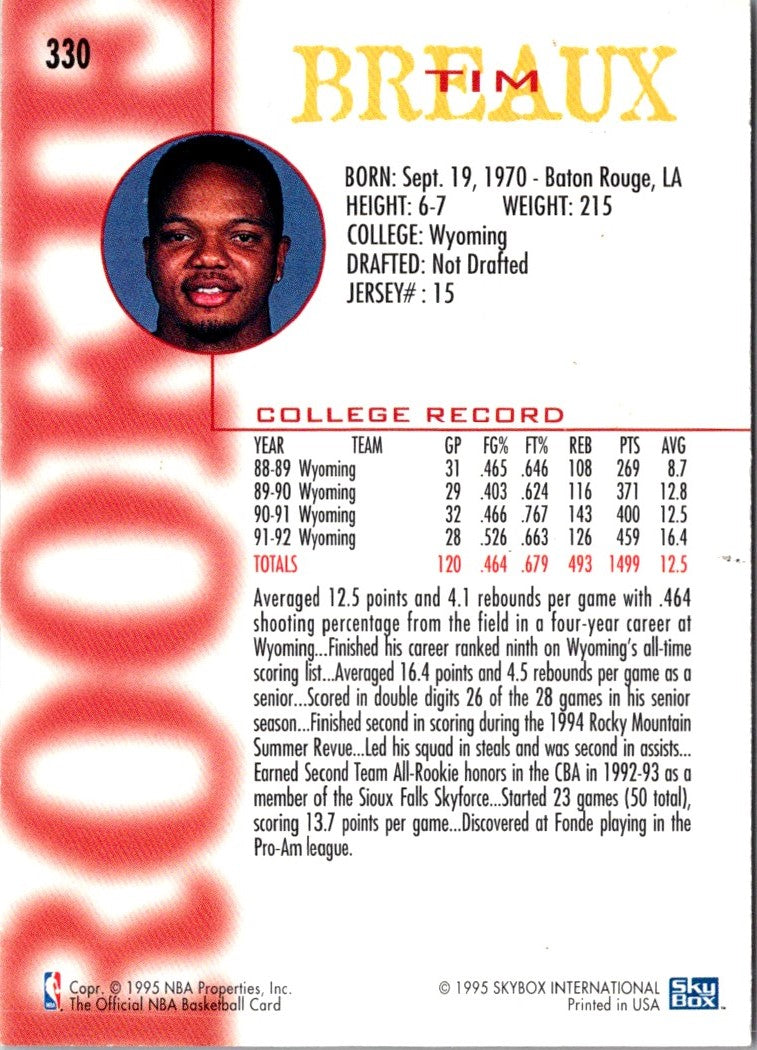 330
TIM
BREAUX
BORN: Sept. 19, 1970 - Baton Rouge, LA
HEIGHT: 6-7 WEIGHT: 215
COLLEGE: Wyoming
DRAFTED: Not Drafted
JERSEY# : 15
ROOKIE
COLLEGE RECORD
YEAR TEAM GP FG% FT% REB PTS AVG
88-89 Wyoming 31 .465 .646 108 269 8.7
89-90 Wyoming 29 .403 .624 116 371 12.8
90-91 Wyoming 32 .466 .767 143 400 12.5
91-92 Wyoming 28 .526 .663 126 459 16.4
TOTALS 120 .464 .679 493 1499 12.5
Averaged 12.5 points and 4.1 rebounds per game with .464
shooting percentage from the field in a four-year career at
Wyoming...Finished his career ranked ninth on Wyoming's all-time
scoring list...Averaged 16.4 points and 4.5 rebounds per game as a
senior...Scored in double digits 26 of the 28 games in his senior
season...Finished second in scoring during the 1994 Rocky Mountain
Summer Revue...Led his squad in steals and was second in assists...
Earned Second Team All-Rookie honors in the CBA in 1992-93 as a
member of the Sioux Falls Skyforce...Started 23 games (50 total),
scoring 13.7 points per game...Discovered at Fonde playing in the
Pro-Am league.
NBA
Copr. © 1995 NBA Properties, Inc.
The Official NBA Basketball Card
© 1995 SKYBOX INTERNATIONAL
Printed in USA
Sky
Box